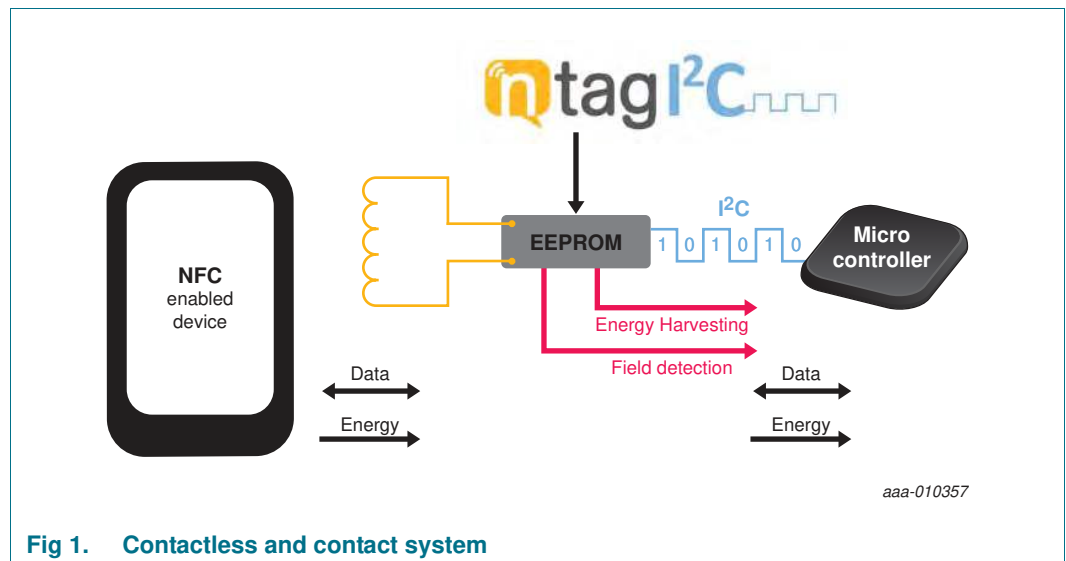 ntag I²C
NFC
enabled
device
EEPROM
I²C
1 0 1 0 1 0
Micro
controller
Energy Harvesting
Field detection
Data
Energy
Data
Energy
aaa-010357
Fig 1. Contactless and contact system